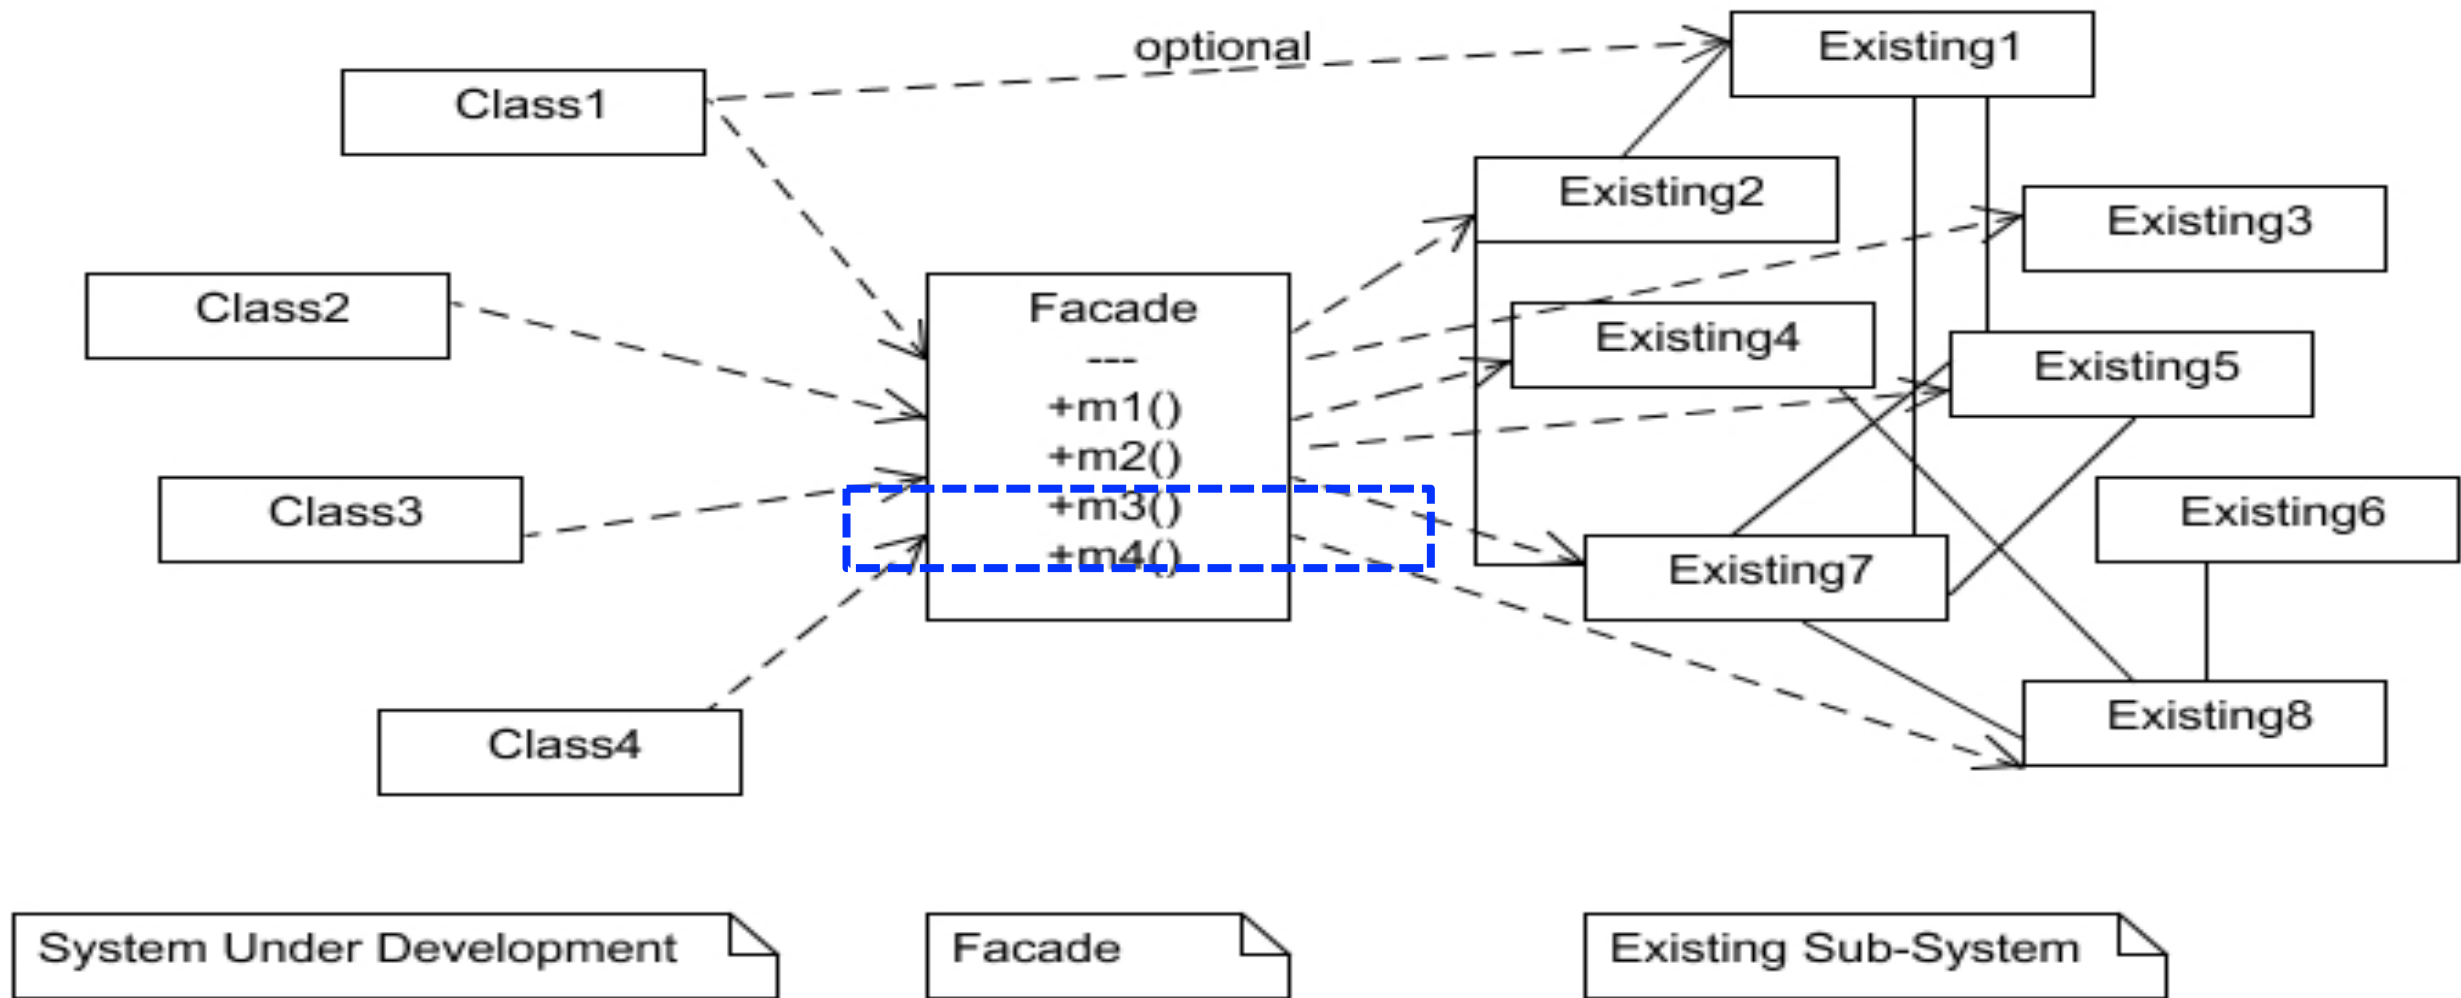 optional
Existing1
Class1
Existing2
Existing3
Class2
Facade
---
+m1()
+m2()
+m3()
+m4()
Existing4
Existing5
Class3
Existing6
Existing7
Class4
Existing8
System Under Development
Facade
Existing Sub-System